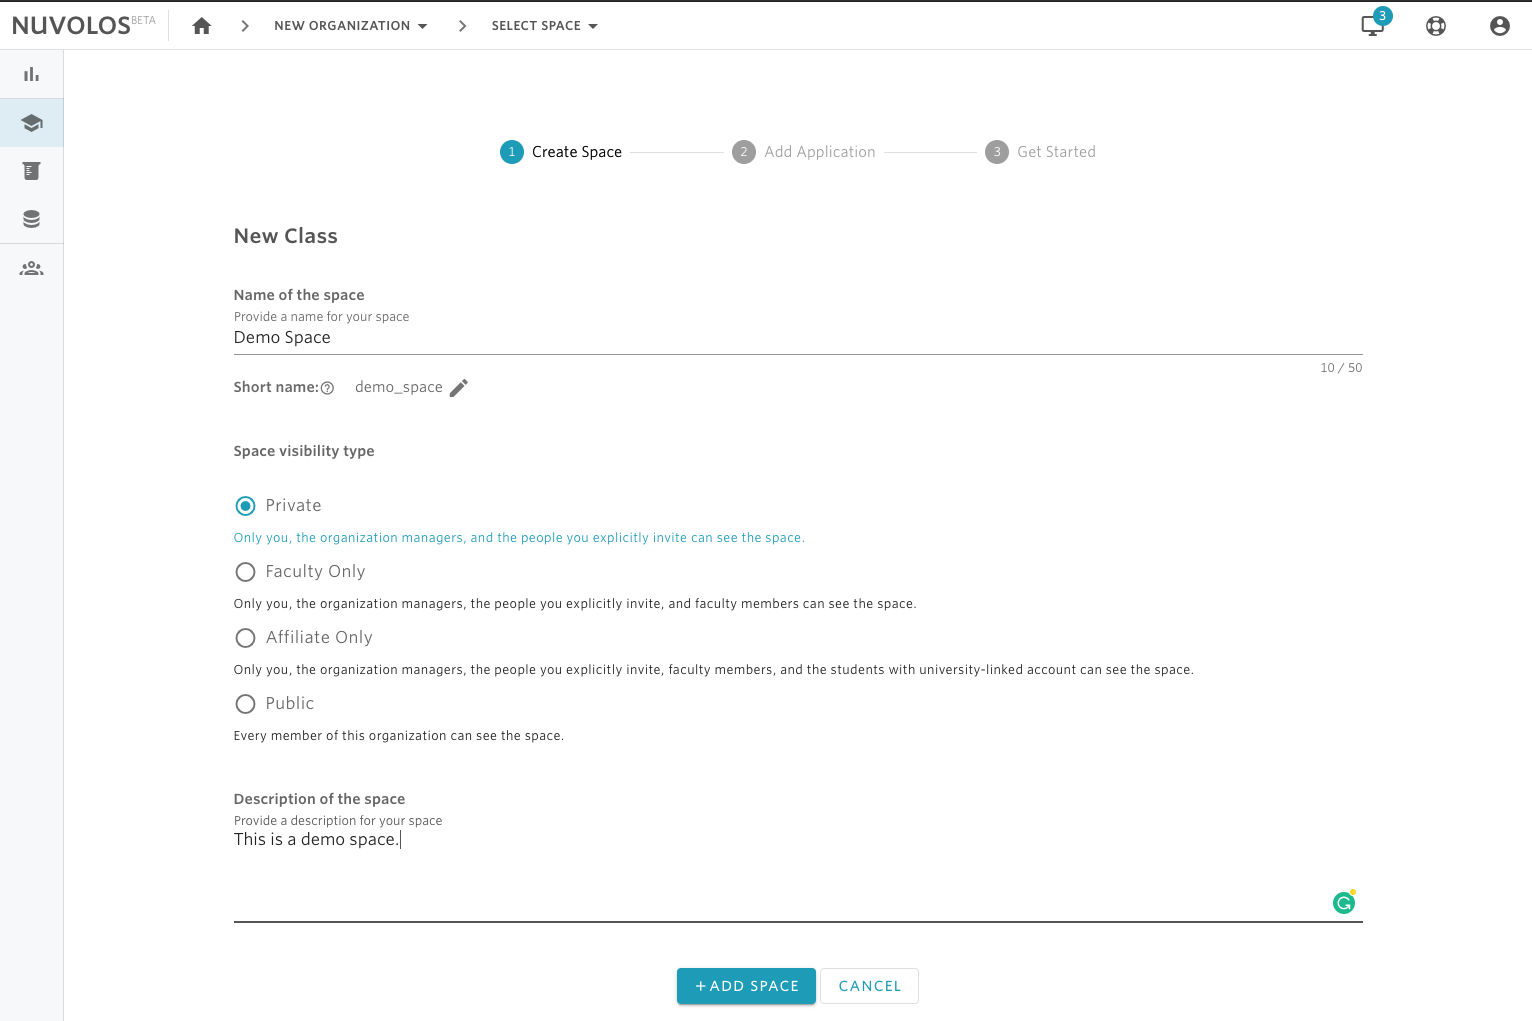 NUVOLOS BETA
NEW ORGANIZATION
SELECT SPACE
3
1 Create Space
2 Add Application
3 Get Started
New Class
Name of the space
Provide a name for your space
Demo Space
10 / 50
Short name: demo_space
Space visibility type
Private
Only you, the organization managers, and the people you explicitly invite can see the space.
Faculty Only
Only you, the organization managers, the people you explicitly invite, and faculty members can see the space.
Affiliate Only
Only you, the organization managers, the people you explicitly invite, faculty members, and the students with university-linked account can see the space.
Public
Every member of this organization can see the space.
Description of the space
Provide a description for your space
This is a demo space.
+ADD SPACE
CANCEL